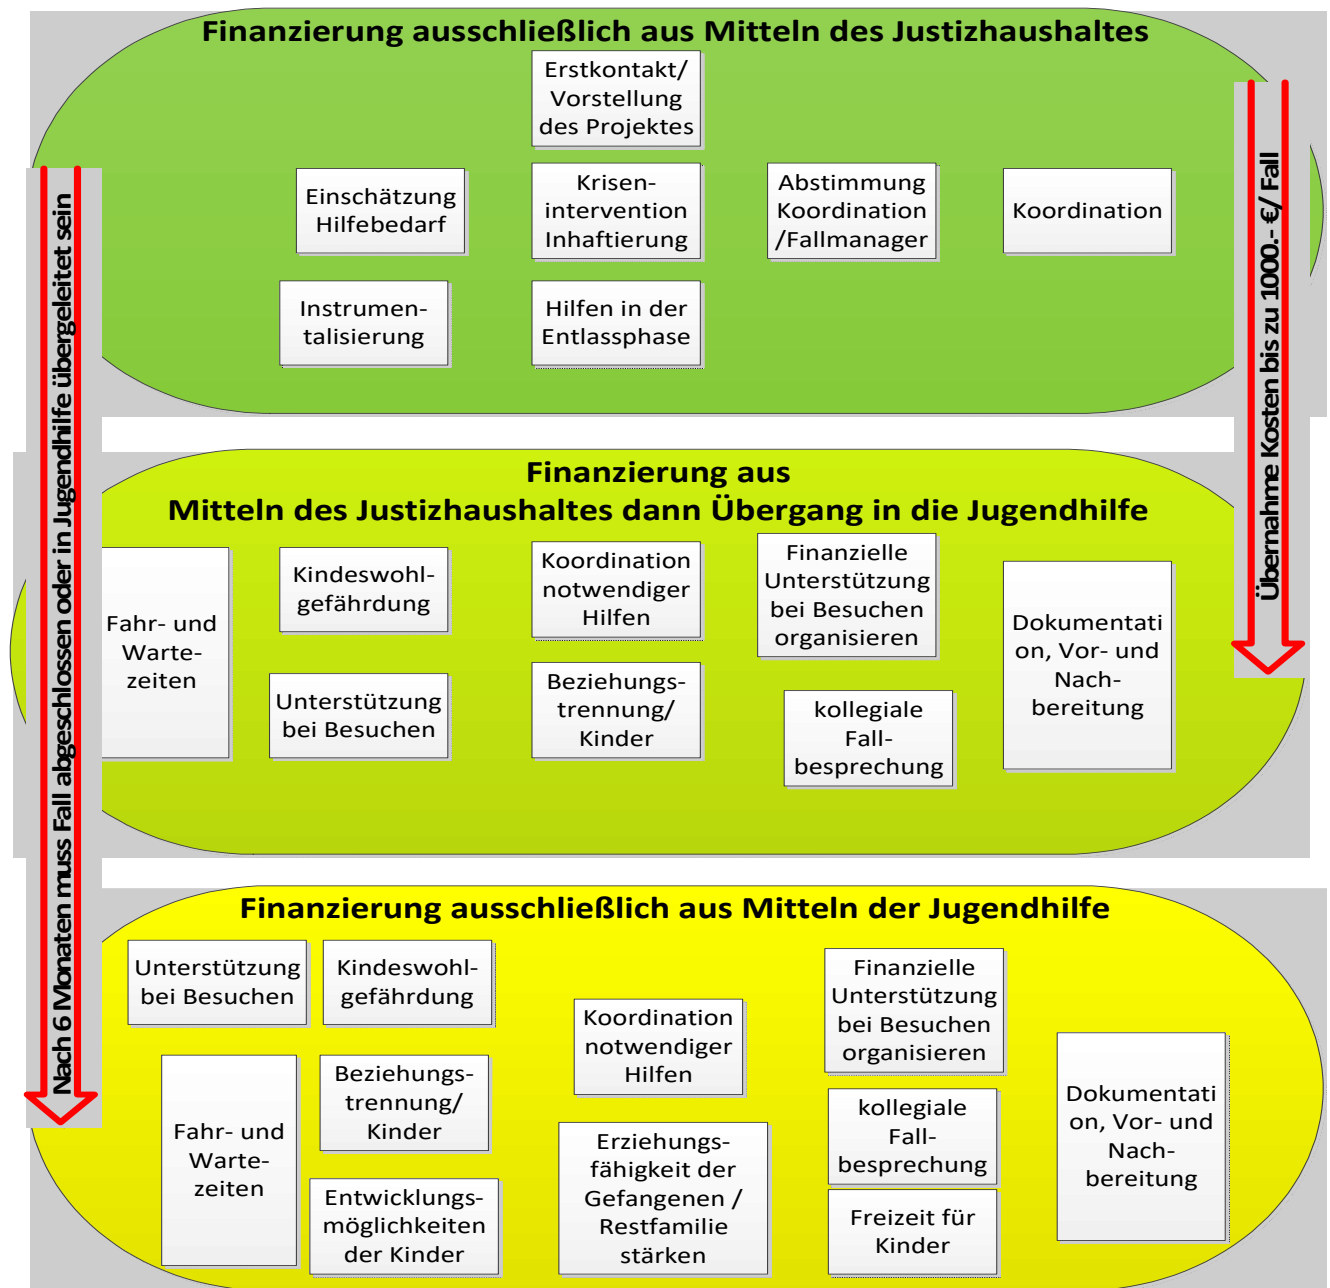 Finanzierung ausschließlich aus Mitteln des Justizhaushaltes
Erstkontakt/
Vorstellung
des Projektes
Einschätzung
Hilfebedarf
Krisen-
intervention
Inhaftierung
Abstimmung
Koordination
/Fallmanager
Koordination
Instrumen-
talisierung
Hilfen in der
Entlassphase
Nach 6 Monaten muss Fall abgeschlossen oder in Jugendhilfe übergeleitet sein
Übernahme Kosten bis zu 1000.- €/ Fall
Finanzierung aus
Mitteln des Justizhaushaltes dann Übergang in die Jugendhilfe
Fahr- und
Warte-
zeiten
Kindeswohl-
gefährdung
Koordination
notwendiger
Hilfen
Finanzielle
Unterstützung
bei Besuchen
organisieren
Dokumentati
on, Vor- und
Nach-
bereitung
Unterstützung
bei Besuchen
Beziehungs-
trennung/
Kinder
kollegiale
Fall-
besprechung
Finanzierung ausschließlich aus Mitteln der Jugendhilfe
Unterstützung
bei Besuchen
Kindeswohl-
gefährdung
Koordination
notwendiger
Hilfen
Finanzielle
Unterstützung
bei Besuchen
organisieren
Fahr- und
Warte-
zeiten
Beziehungs-
trennung/
Kinder
Erziehungs-
fähigkeit der
Gefangenen /
Restfamilie
stärken
kollegiale
Fall-
besprechung
Dokumentati
on, Vor- und
Nach-
bereitung
Entwicklungs-
möglichkeiten
der Kinder
Freizeit für
Kinder